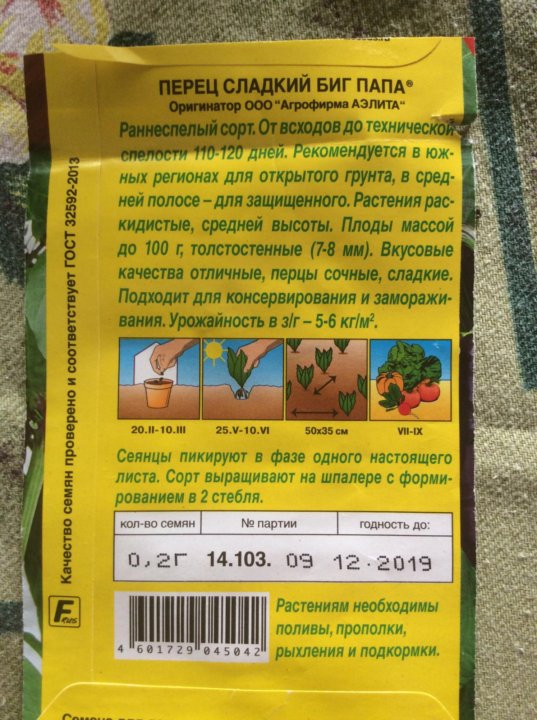 ПЕРЕЦ СЛАДКИЙ БИГ ПАПА®
Оригинатор ООО "Агрофирма АЭЛИТА"
Раннеспелый сорт. От всходов до технической
спелости 110-120 дней. Рекомендуется в юж-
ных регионах для открытого грунта, в сред-
ней полосе – для защищенного. Растения рас-
кидистые, средней высоты. Плоды массой
до 100 г, толстостенные (7-8 мм). Вкусовые
качества отличные, перцы сочные, сладкие.
Подходит для консервирования и заморажи-
вания. Урожайность в з/г – 5-6 кг/м².
20.II-10.III 25.V-10.VI 50x35 см VII-IX
Сеянцы пикируют в фазе одного настоящего
листа. Сорт выращивают на шпалере с форми-
рованием в 2 стебля.
кол-во семян № партии годность до:
0,2Г 14.103. 09 12·2019
4 601729 045042
Растениям необходимы
поливы, прополки,
рыхления и подкормки.
Качество семян проверено и соответствует ГОСТ 32592-2013
F RUS